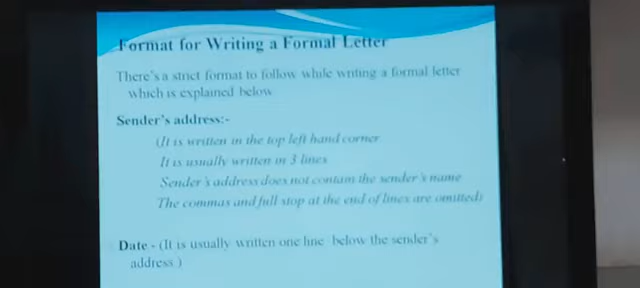 Format for Writing a Formal Letter
There's a strict format to follow while writing a formal letter
which is explained below
Sender's address:-
(It is written in the top left hand corner
It is usually written in 3 lines
Sender's address does not contain the sender's name
The commas and full stop at the end of lines are omitted)
Date - (It is usually written one line below the sender's
address.)